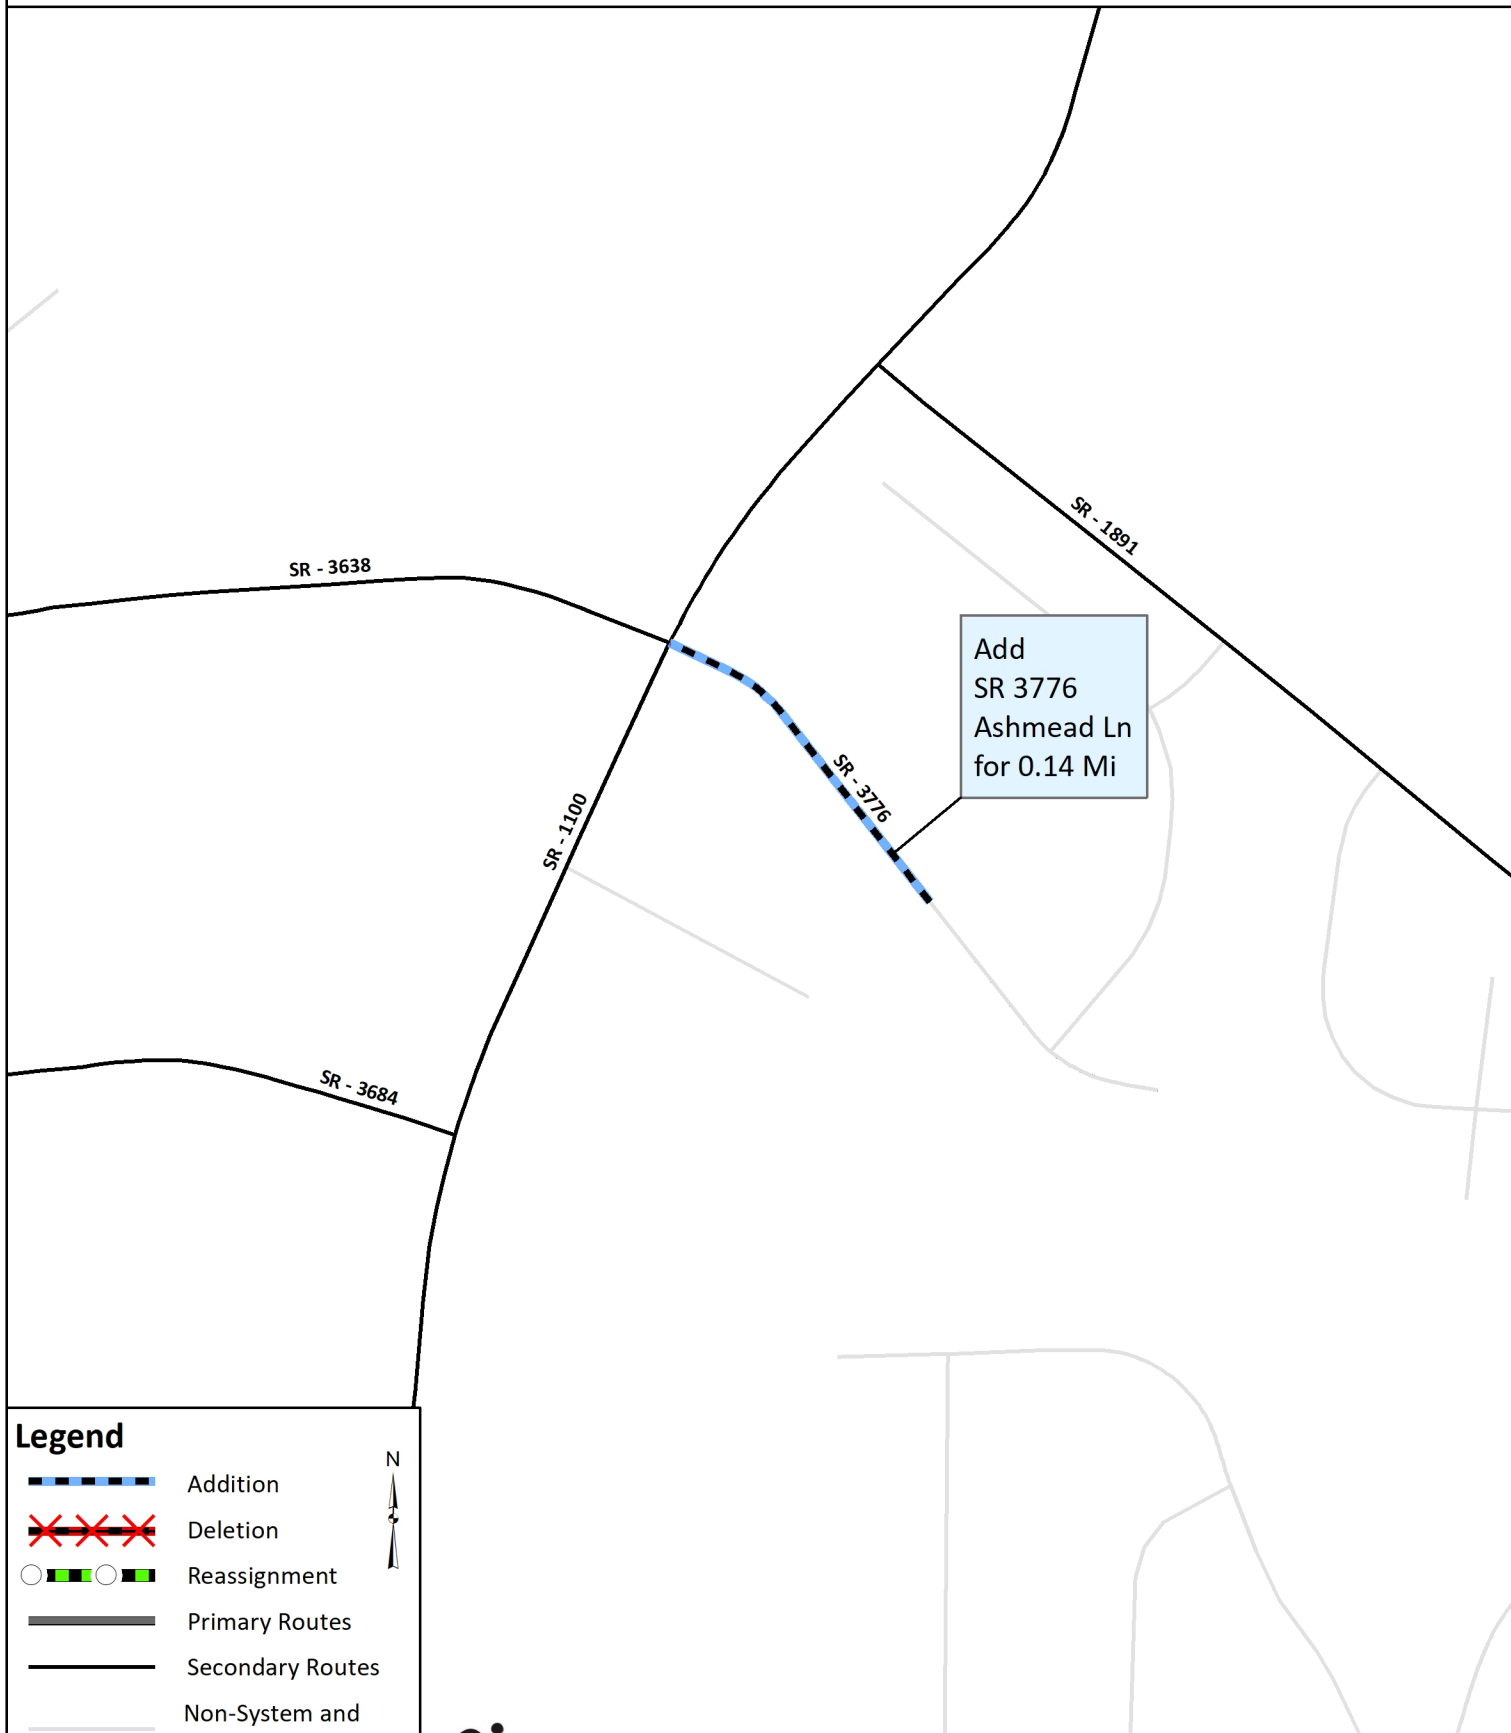 SR - 1891
SR - 3638
Add
SR 3776
Ashmead Ln
for 0.14 Mi
SR - 3776
SR - 1100
SR - 3684
Legend
N
Addition
Deletion
Reassignment
Primary Routes
Secondary Routes
Non-System and